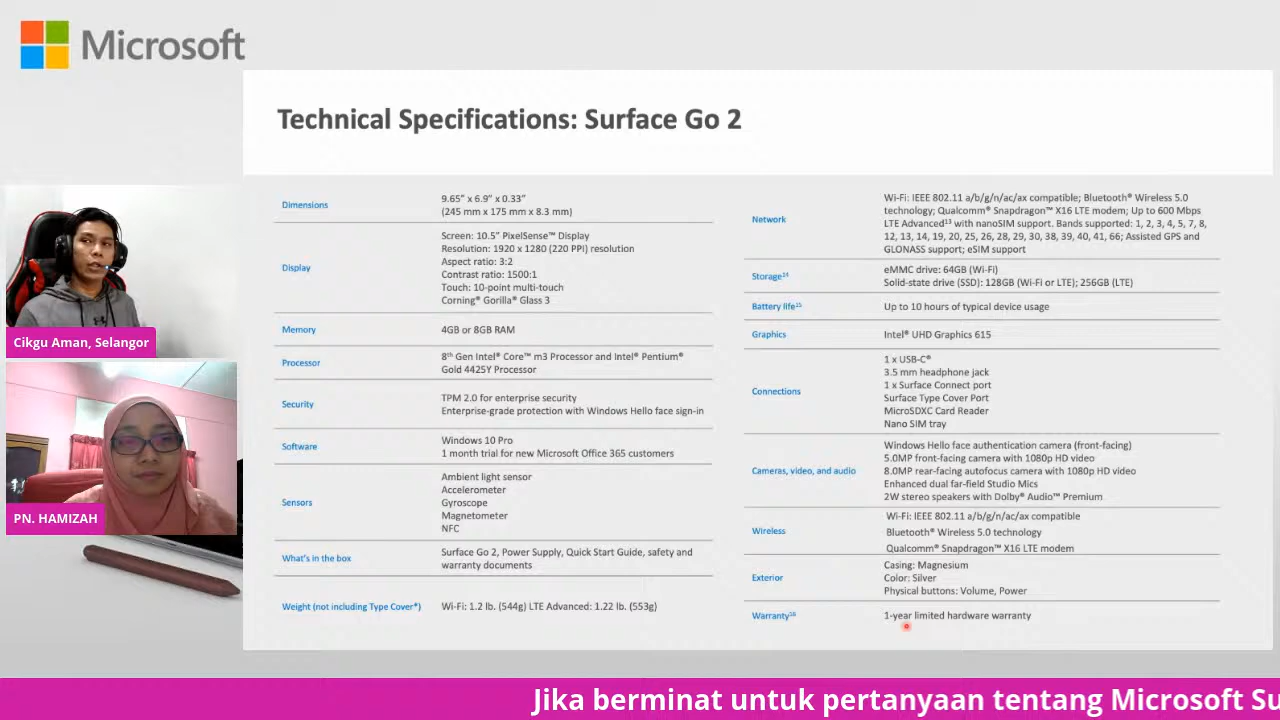 Microsoft
Technical Specifications: Surface Go 2
Dimensions
9.65” x 6.9” x 0.33”
(245 mm x 175 mm x 8.3 mm)
Display
Screen: 10.5” PixelSense™ Display
Resolution: 1920 x 1280 (220 PPI) resolution
Aspect ratio: 3:2
Contrast ratio: 1500:1
Touch: 10-point multi-touch
Corning® Gorilla® Glass 3
Memory
4GB or 8GB RAM
Processor
8th Gen Intel® Core™ m3 Processor and Intel® Pentium®
Gold 4425Y Processor
Security
TPM 2.0 for enterprise security
Enterprise-grade protection with Windows Hello face sign-in
Software
Windows 10 Pro
1 month trial for new Microsoft Office 365 customers
Sensors
Ambient light sensor
Accelerometer
Gyroscope
Magnetometer
NFC
What's in the box
Surface Go 2, Power Supply, Quick Start Guide, safety and
warranty documents
Weight (not including Type Cover*)
Wi-Fi: 1.2 lb. (544g) LTE Advanced: 1.22 lb. (553g)
Network
Wi-Fi: IEEE 802.11 a/b/g/n/ac/ax compatible; Bluetooth® Wireless 5.0
technology; Qualcomm® Snapdragon™ X16 LTE modem; Up to 600 Mbps
LTE Advanced13 with nanoSIM support. Bands supported: 1, 2, 3, 4, 5, 7, 8,
12, 13, 14, 19, 20, 25, 26, 28, 29, 30, 38, 39, 40, 41, 66; Assisted GPS and
GLONASS support; eSIM support
Storage14
eMMC drive: 64GB (Wi-Fi)
Solid-state drive (SSD): 128GB (Wi-Fi or LTE); 256GB (LTE)
Battery life15
Up to 10 hours of typical device usage
Graphics
Intel® UHD Graphics 615
Connections
1 x USB-C®
3.5 mm headphone jack
1 x Surface Connect port
Surface Type Cover Port
MicroSDXC Card Reader
Nano SIM tray
Cameras, video, and audio
Windows Hello face authentication camera (front-facing)
5.0MP front-facing camera with 1080p HD video
8.0MP rear-facing autofocus camera with 1080p HD video
Enhanced dual far-field Studio Mics
2W stereo speakers with Dolby® Audio™ Premium
Wireless
Wi-Fi: IEEE 802.11 a/b/g/n/ac/ax compatible
Bluetooth® Wireless 5.0 technology
Qualcomm® Snapdragon™ X16 LTE modem
Exterior
Casing: Magnesium
Color: Silver
Physical buttons: Volume, Power
Warranty16
1-year limited hardware warranty
Cikgu Aman, Selangor
PN. HAMIZAH
Jika berminat untuk pertanyaan tentang Microsoft Su